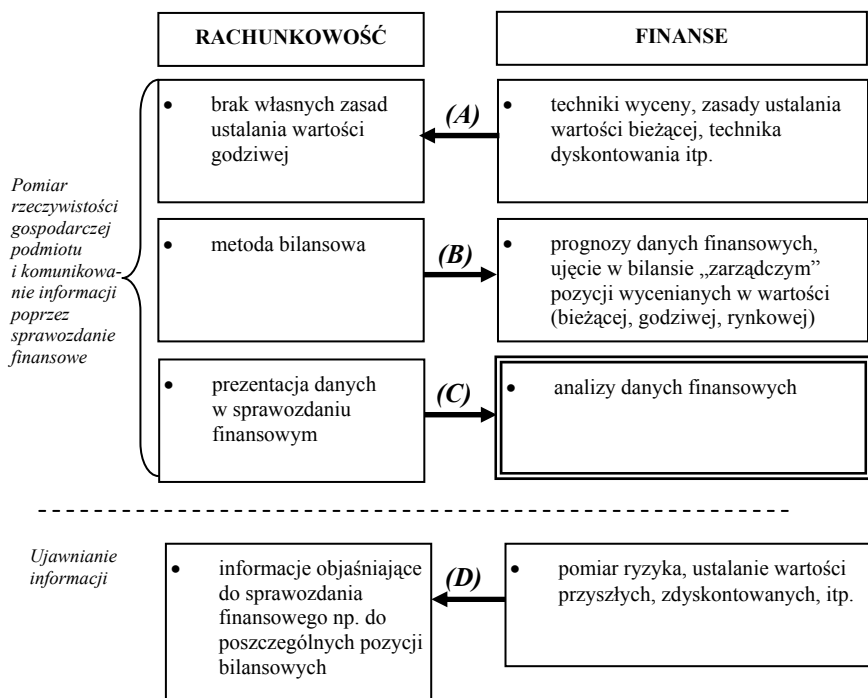 RACHUNKOWOŚĆ
FINANSE
Pomiar
rzeczywistości
gospodarczej
podmiotu
i komunikowa-
nie informacji
poprzez
sprawozdanie
finansowe
• brak własnych zasad
ustalania wartości
godziwej
(A)
• techniki wyceny, zasady ustalania
wartości bieżącej, technika
dyskontowania itp.
• metoda bilansowa
(B)
• prognozy danych finansowych,
ujęcie w bilansie „zarządczym”
pozycji wycenianych w wartości
(bieżącej, godziwej, rynkowej)
• prezentacja danych
w sprawozdaniu
finansowym
(C)
• analizy danych finansowych
Ujawnianie
informacji
• informacje objaśniające
do sprawozdania
finansowego np. do
poszczególnych pozycji
bilansowych
(D)
• pomiar ryzyka, ustalanie wartości
przyszłych, zdyskontowanych, itp.